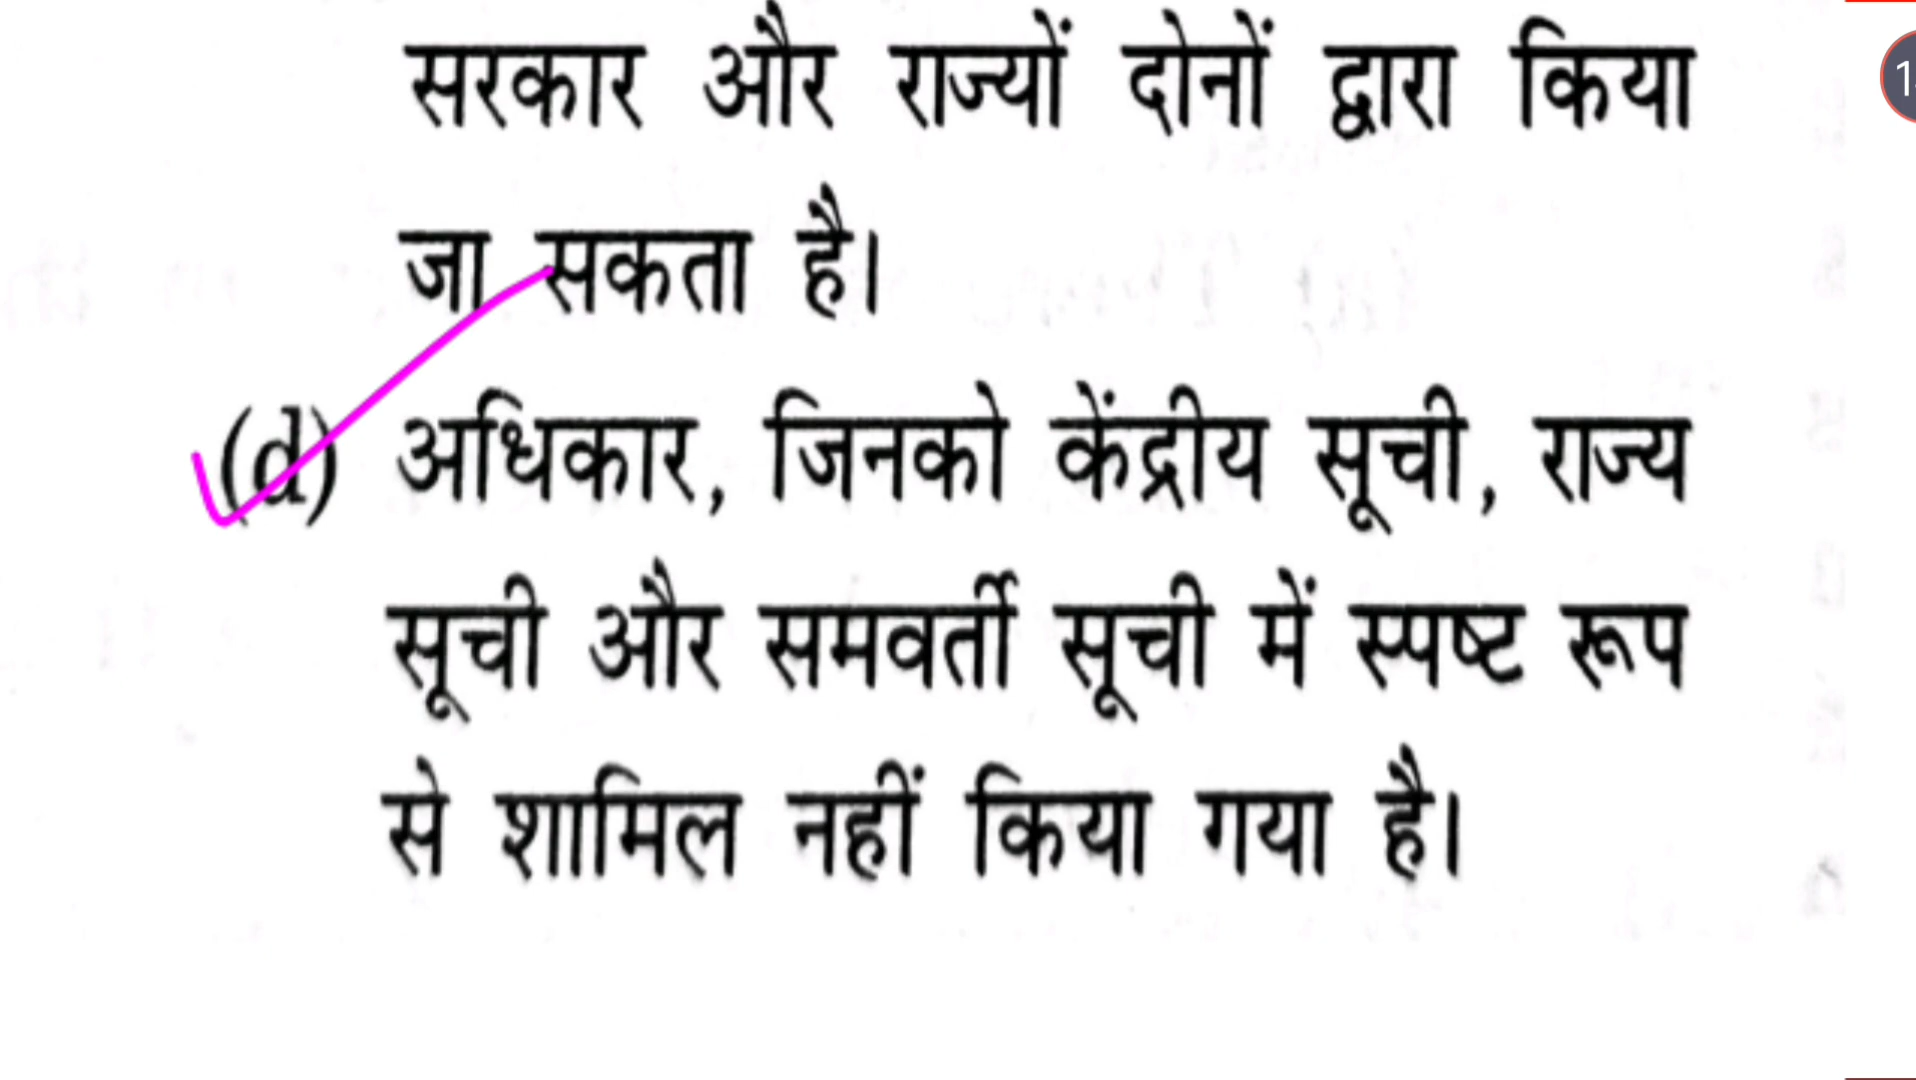 सरकार और राज्यों दोनों द्वारा किया
जा सकता है।
(d) अधिकार, जिनको केंद्रीय सूची, राज्य
सूची और समवर्ती सूची में स्पष्ट रूप
से शामिल नहीं किया गया है।